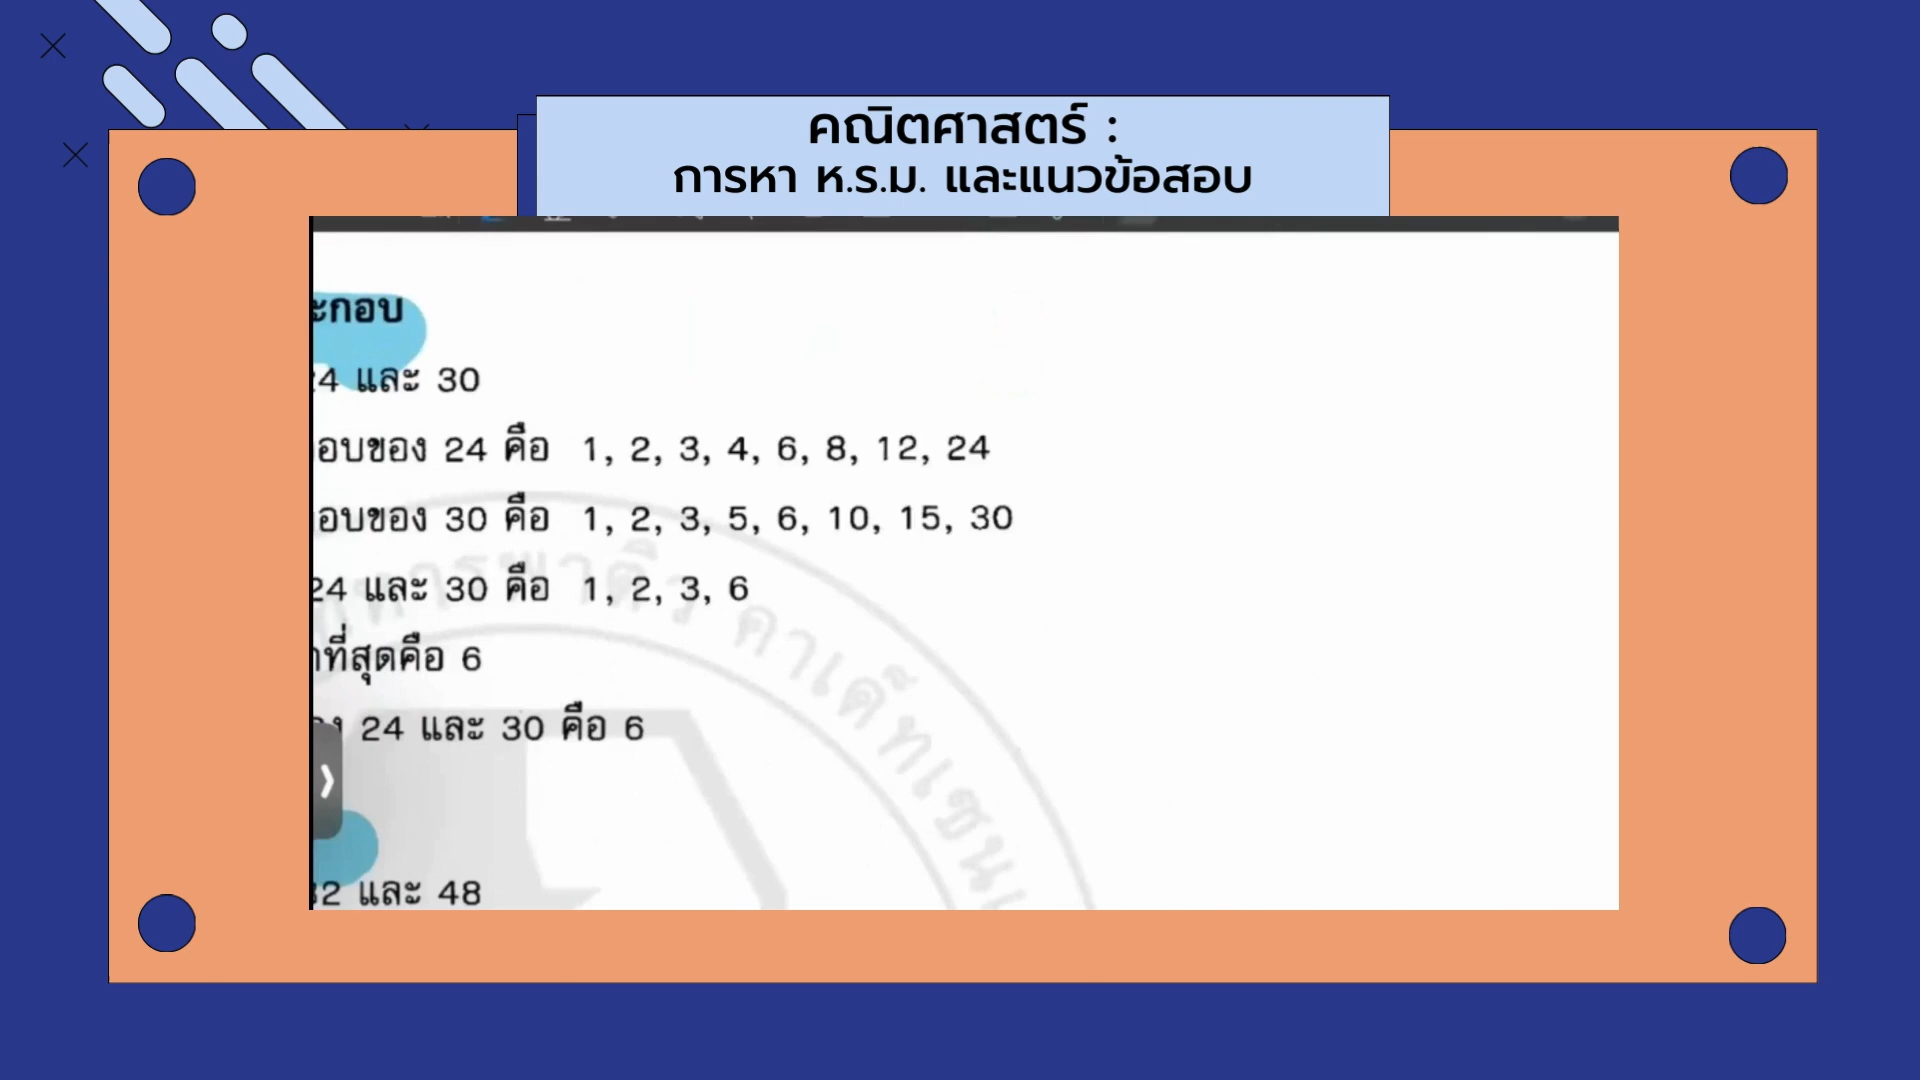 คณิตศาสตร์ :
การหา ห.ร.ม. และแนวข้อสอบ
ะกอบ
24 และ 30
อบของ 24 คือ 1, 2, 3, 4, 6, 8, 12, 24
อบของ 30 คือ 1, 2, 3, 5, 6, 10, 15, 30
24 และ 30 คือ 1, 2, 3, 6
ที่สุดคือ 6
24 และ 30 คือ 6
และ 48